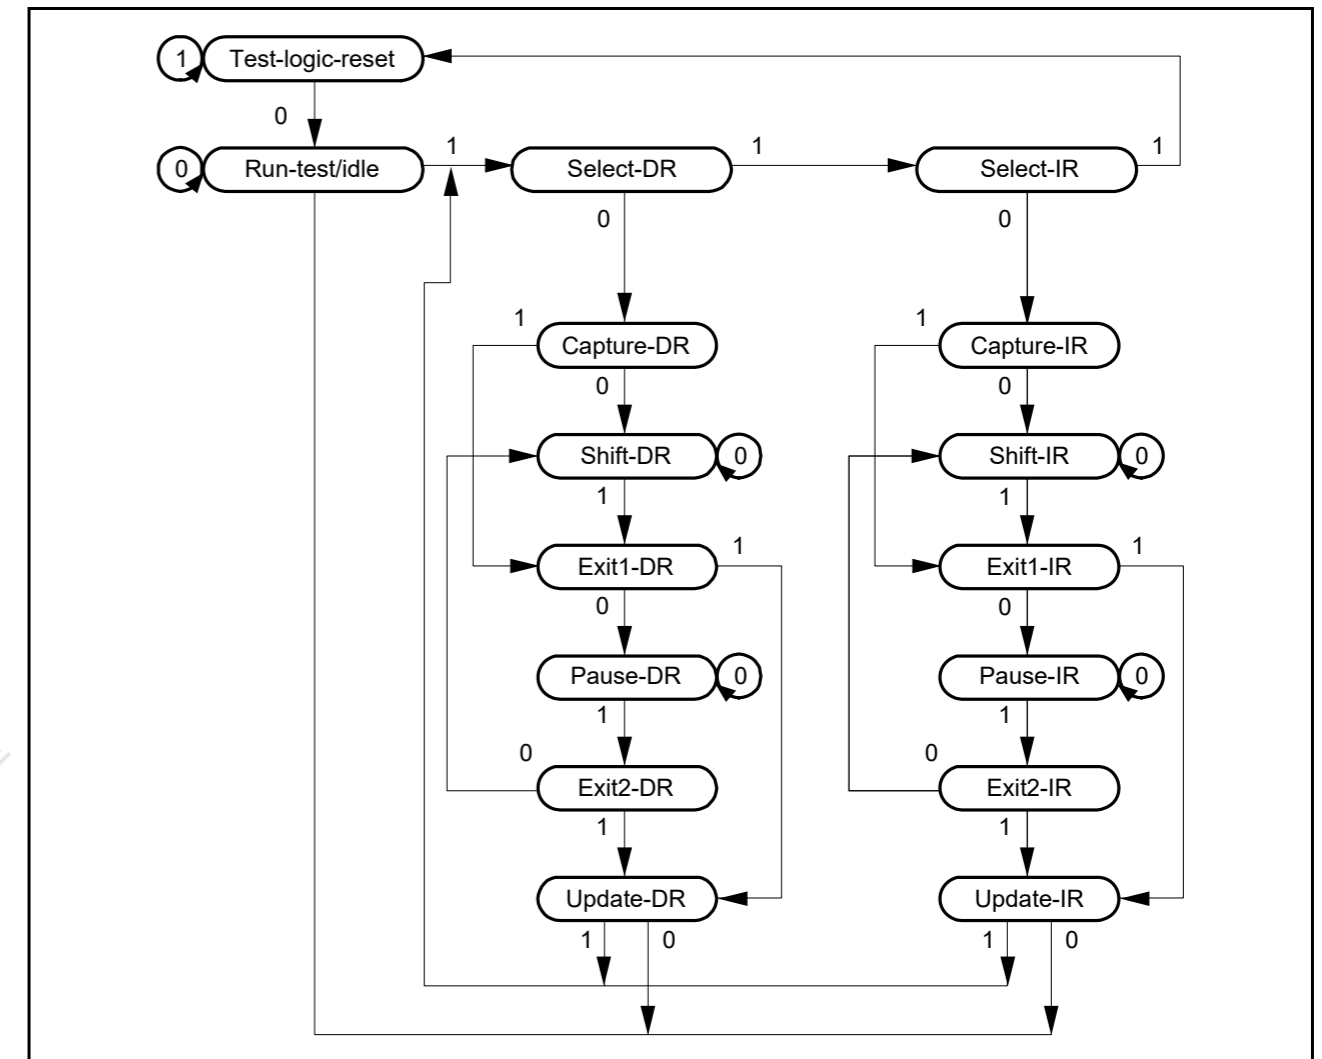 1 Test-logic-reset
0
0 Run-test/idle 1 Select-DR 1 Select-IR 1
0 0
1 1
Capture-DR Capture-IR
0 0
Shift-DR 0 Shift-IR 0
1 1
1 1
Exit1-DR Exit1-IR
0 0
Pause-DR 0 Pause-IR 0
1 1
0 0
Exit2-DR Exit2-IR
1 1
Update-DR Update-IR
1 0 1 0